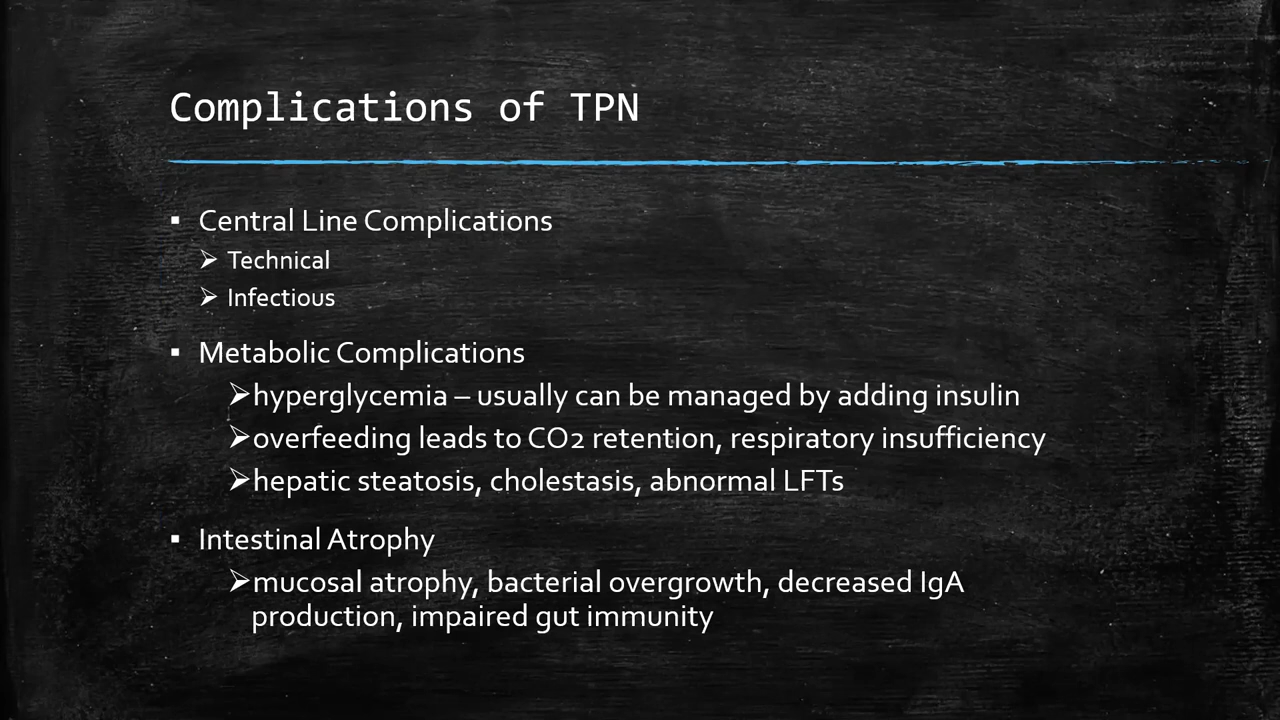 Complications of TPN
▪ Central Line Complications
➢ Technical
➢ Infectious
▪ Metabolic Complications
➢hyperglycemia – usually can be managed by adding insulin
➢overfeeding leads to CO2 retention, respiratory insufficiency
➢hepatic steatosis, cholestasis, abnormal LFTs
▪ Intestinal Atrophy
➢mucosal atrophy, bacterial overgrowth, decreased IgA
production, impaired gut immunity